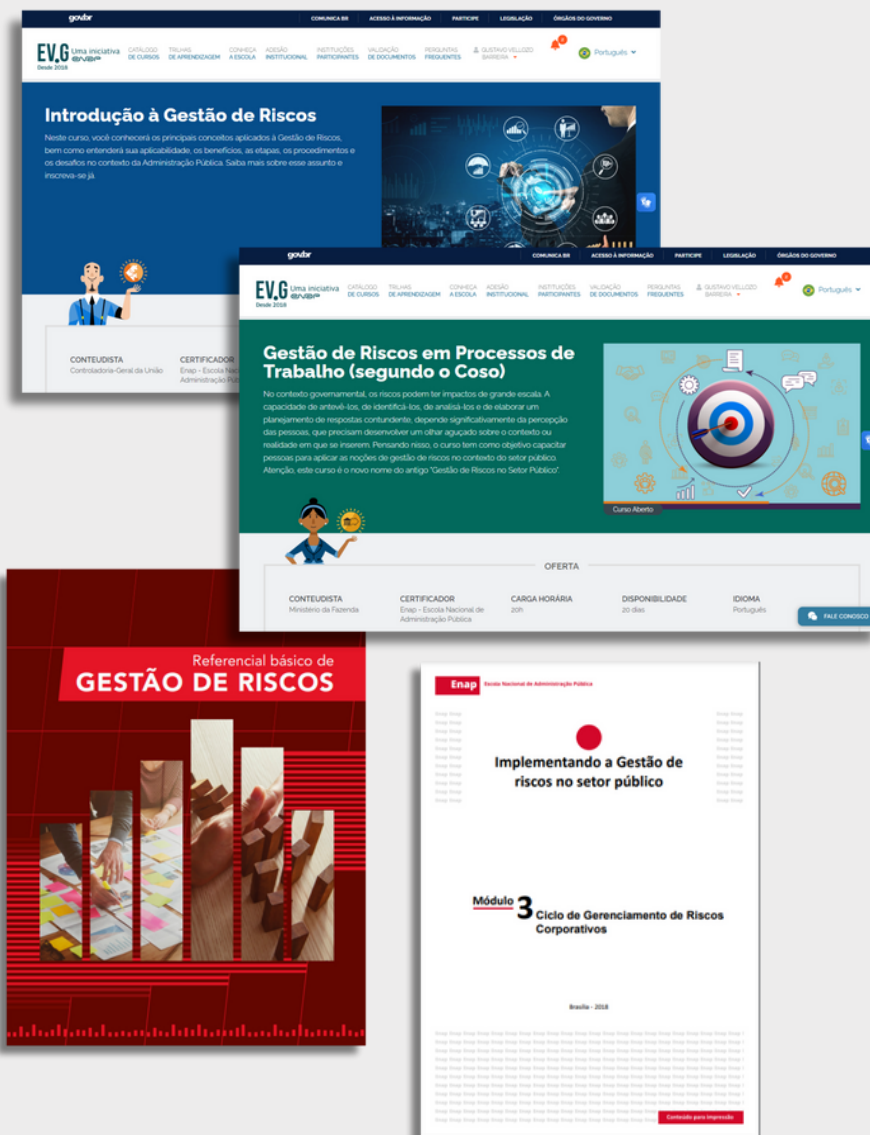 govbr
COMUNICA BR ACESSO À INFORMAÇÃO PARTICIPE LEGISLAÇÃO ÓRGÃOS DO GOVERNO
EV.G Uma iniciativa enap
Desde 2018
CATÁLOGO DE CURSOS
TRILHAS DE APRENDIZAGEM
CONHEÇA A ESCOLA
ADESÃO INSTITUCIONAL
INSTITUIÇÕES PARTICIPANTES
VALIDAÇÃO DE DOCUMENTOS
PERGUNTAS FREQUENTES
GUSTAVO VELLOZO BARREIRA
Português
Introdução à Gestão de Riscos
Neste curso, você conhecerá os principais conceitos aplicados à Gestão de Riscos,
bem como entenderá sua aplicabilidade, os benefícios, as etapas, os procedimentos e
os desafios no contexto da Administração Pública. Saiba mais sobre esse assunto e
inscreva-se já.
CONTEUDISTA
Controladoria-Geral da União
CERTIFICADOR
Enap - Escola Nac
Administração Púb
govbr
COMUNICA BR ACESSO À INFORMAÇÃO PARTICIPE LEGISLAÇÃO ÓRGÃOS DO GOVERNO
EV.G Uma iniciativa enap
Desde 2018
CATÁLOGO DE CURSOS
TRILHAS DE APRENDIZAGEM
CONHEÇA A ESCOLA
ADESÃO INSTITUCIONAL
INSTITUIÇÕES PARTICIPANTES
VALIDAÇÃO DE DOCUMENTOS
PERGUNTAS FREQUENTES
GUSTAVO VELLOZO BARREIRA
Português
Gestão de Riscos em Processos de
Trabalho (segundo o Coso)
No contexto governamental, os riscos podem ter impactos de grande escala. A
capacidade de antevê-los, de identificá-los, de analisá-los e de elaborar um
planejamento de respostas contundente, depende significativamente da percepção
das pessoas, que precisam desenvolver um olhar aguçado sobre o contexto ou
realidade em que se inserem. Pensando nisso, o curso tem como objetivo capacitar
pessoas para aplicar as noções de gestão de riscos no contexto do setor público.
Atenção, este curso é o novo nome do antigo "Gestão de Riscos no Setor Público".
Curso Aberto
OFERTA
CONTEUDISTA
Ministério da Fazenda
CERTIFICADOR
Enap - Escola Nacional de
Administração Pública
CARGA HORÁRIA
20h
DISPONIBILIDADE
20 dias
IDIOMA
Português
FALE CONOSCO
Referencial básico de
GESTÃO DE RISCOS
Enap Escola Nacional de Administração Pública
Implementando a Gestão de
riscos no setor público
Módulo 3 Ciclo de Gerenciamento de Riscos
Corporativos
Brasília - 2018
Conteúdo para impressão